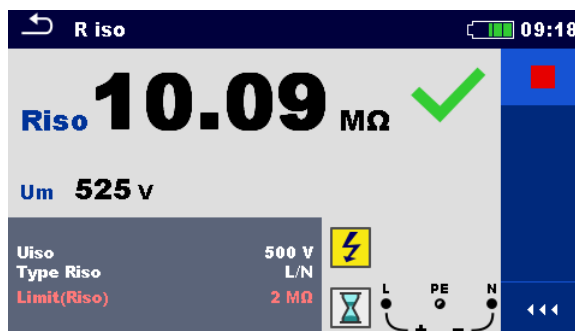 R iso 09:18
Riso 10.09 MΩ
Um 525 V
Uiso 500 V
Type Riso L/N
Limit(Riso) 2 MΩ
L PE N
+ −